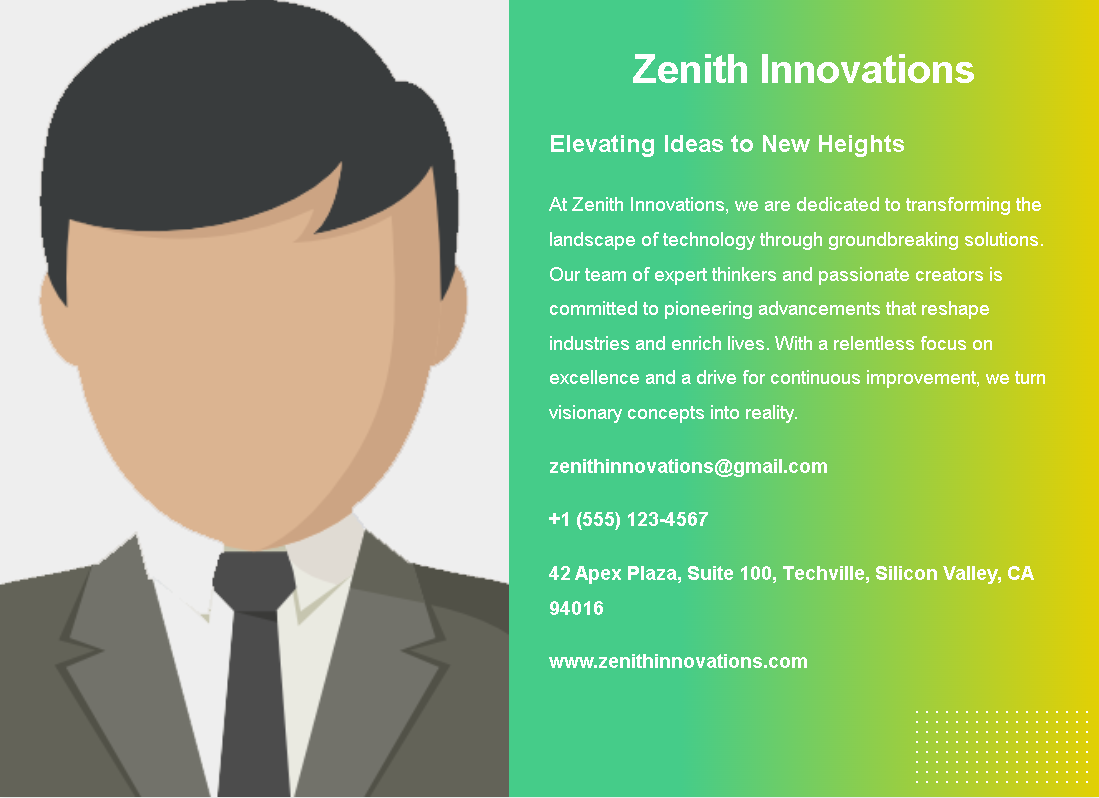 Zenith Innovations
Elevating Ideas to New Heights
At Zenith Innovations, we are dedicated to transforming the
landscape of technology through groundbreaking solutions.
Our team of expert thinkers and passionate creators is
committed to pioneering advancements that reshape
industries and enrich lives. With a relentless focus on
excellence and a drive for continuous improvement, we turn
visionary concepts into reality.
zenithinnovations@gmail.com
+1 (555) 123-4567
42 Apex Plaza, Suite 100, Techville, Silicon Valley, CA
94016
www.zenithinnovations.com